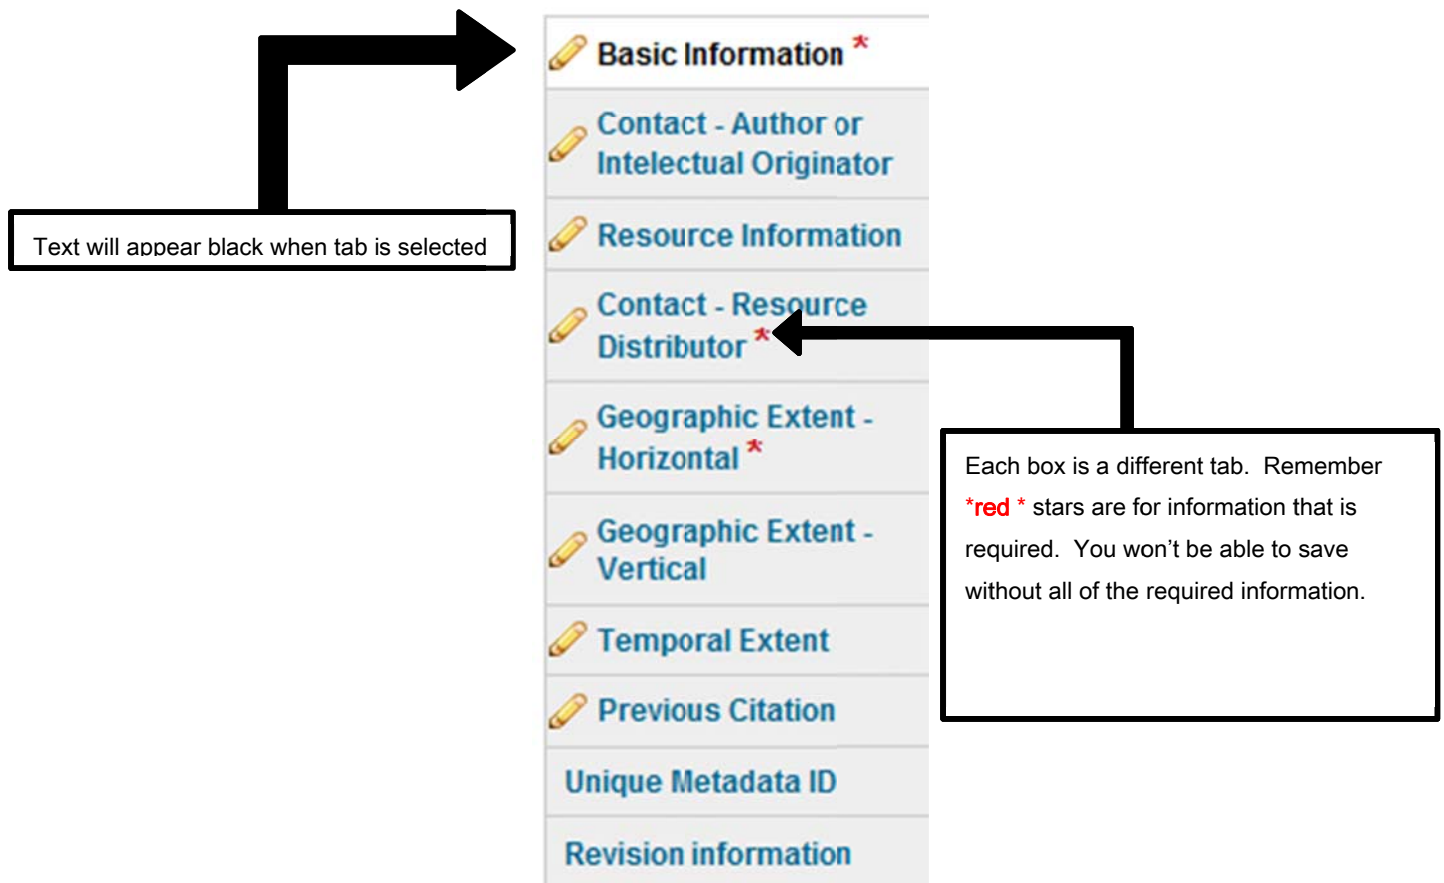 Basic Information *
Contact - Author or
Intelectual Originator
Resource Information
Contact - Resource
Distributor *
Geographic Extent -
Horizontal *
Geographic Extent -
Vertical
Temporal Extent
Previous Citation
Unique Metadata ID
Revision information
Text will appear black when tab is selected
Each box is a different tab.  Remember
*red * stars are for information that is
required.  You won’t be able to save
without all of the required information.